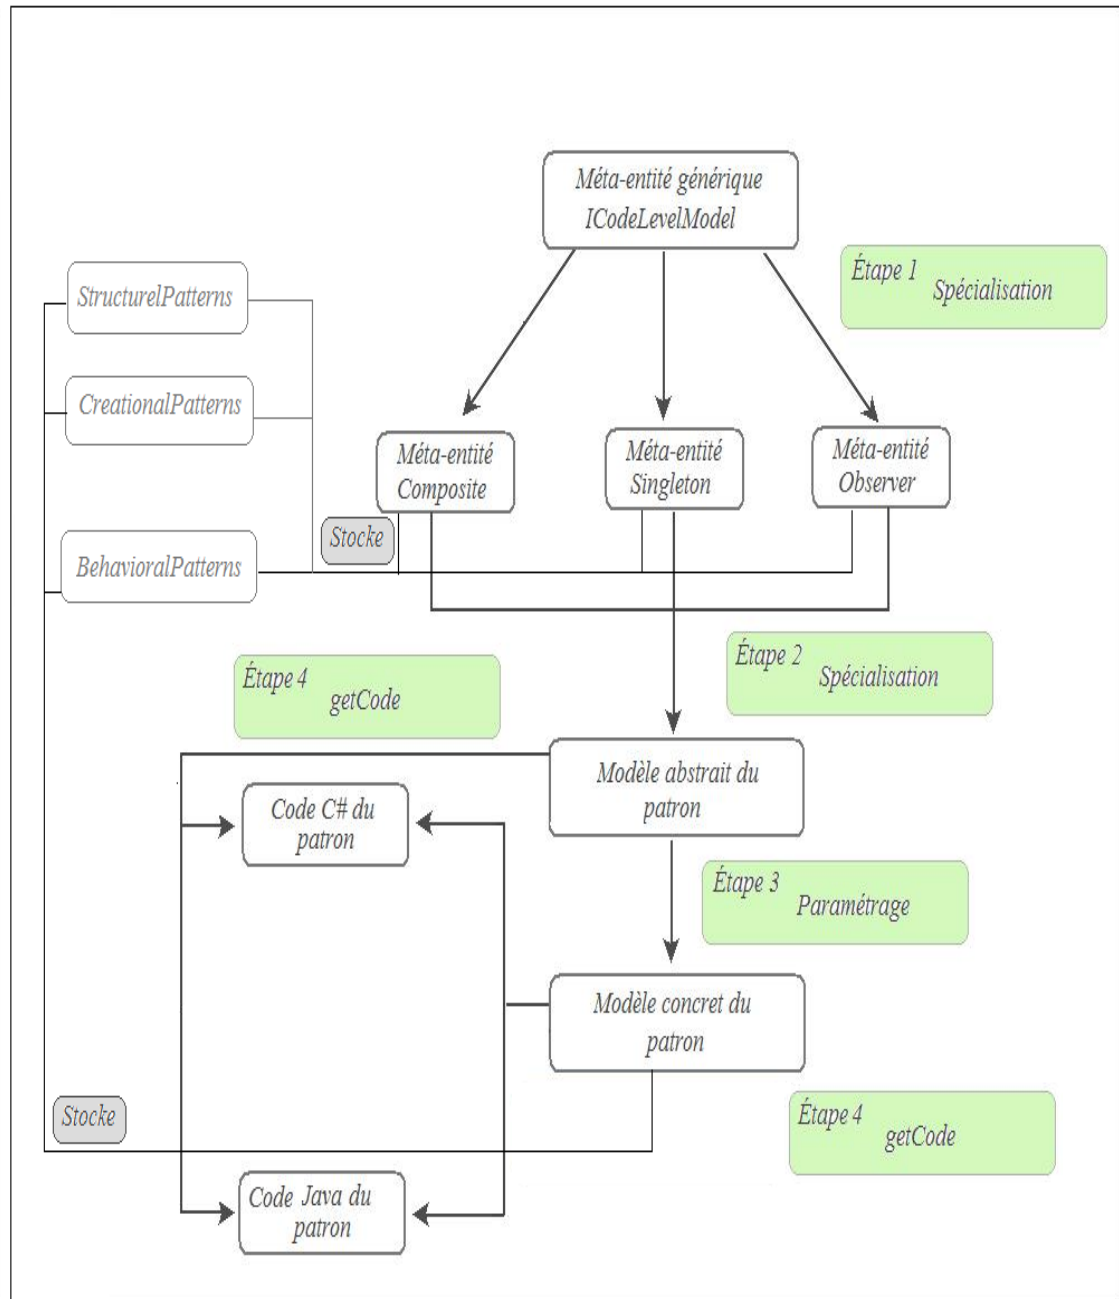 Méta-entité générique
ICodeLevelModel
Étape 1
Spécialisation
StructurelPatterns
CreationalPatterns
Méta-entité
Composite
Méta-entité
Singleton
Méta-entité
Observer
Stocke
BehavioralPatterns
Étape 2
Spécialisation
Étape 4
getCode
Modèle abstrait du
patron
Code C# du
patron
Étape 3
Paramétrage
Modèle concret du
patron
Stocke
Étape 4
getCode
Code Java du
patron